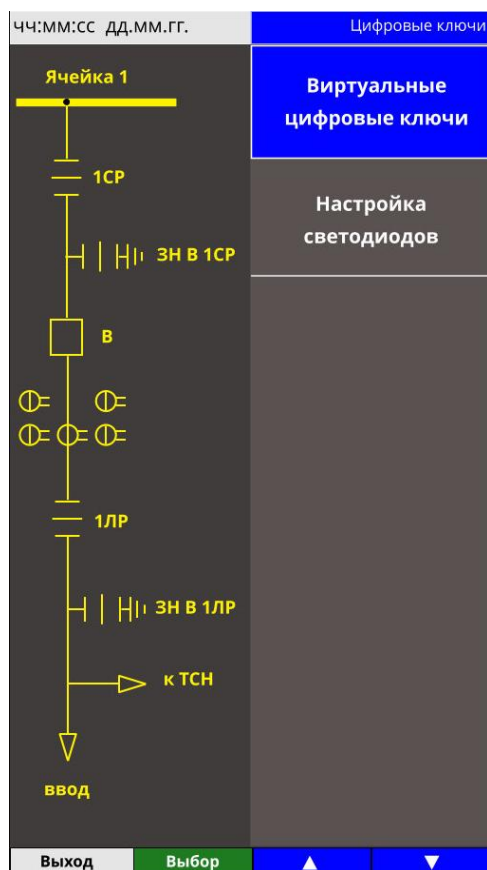 чч:мм:сс дд.мм.гг.
Цифровые ключи
Ячейка 1
1СР
ЗН В 1СР
В
1ЛР
ЗН В 1ЛР
к ТСН
ввод
Виртуальные
цифровые ключи
Настройка
светодиодов
Выход
Выбор